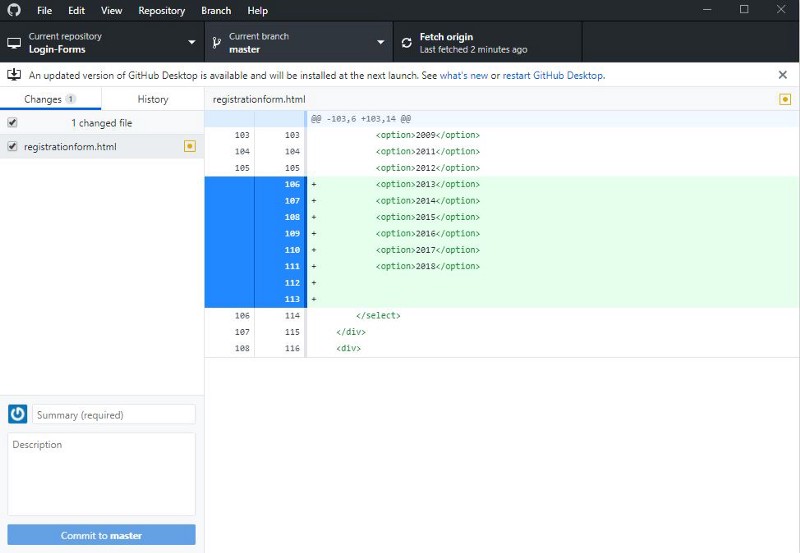 File Edit View Repository Branch Help
Current repository
Login-Forms
Current branch
master
Fetch origin
Last fetched 2 minutes ago
An updated version of GitHub Desktop is available and will be installed at the next launch. See what's new or restart GitHub Desktop.
Changes 1 History
registrationform.html
1 changed file
registrationform.html
@@ -103,6 +103,14 @@
103 103 <option>2009</option>
104 104 <option>2011</option>
105 105 <option>2012</option>
106 + <option>2013</option>
107 + <option>2014</option>
108 + <option>2015</option>
109 + <option>2016</option>
110 + <option>2017</option>
111 + <option>2018</option>
112 +
113 +
106 114 </select>
107 115 </div>
108 116 <div>
Summary (required)
Description
Commit to master